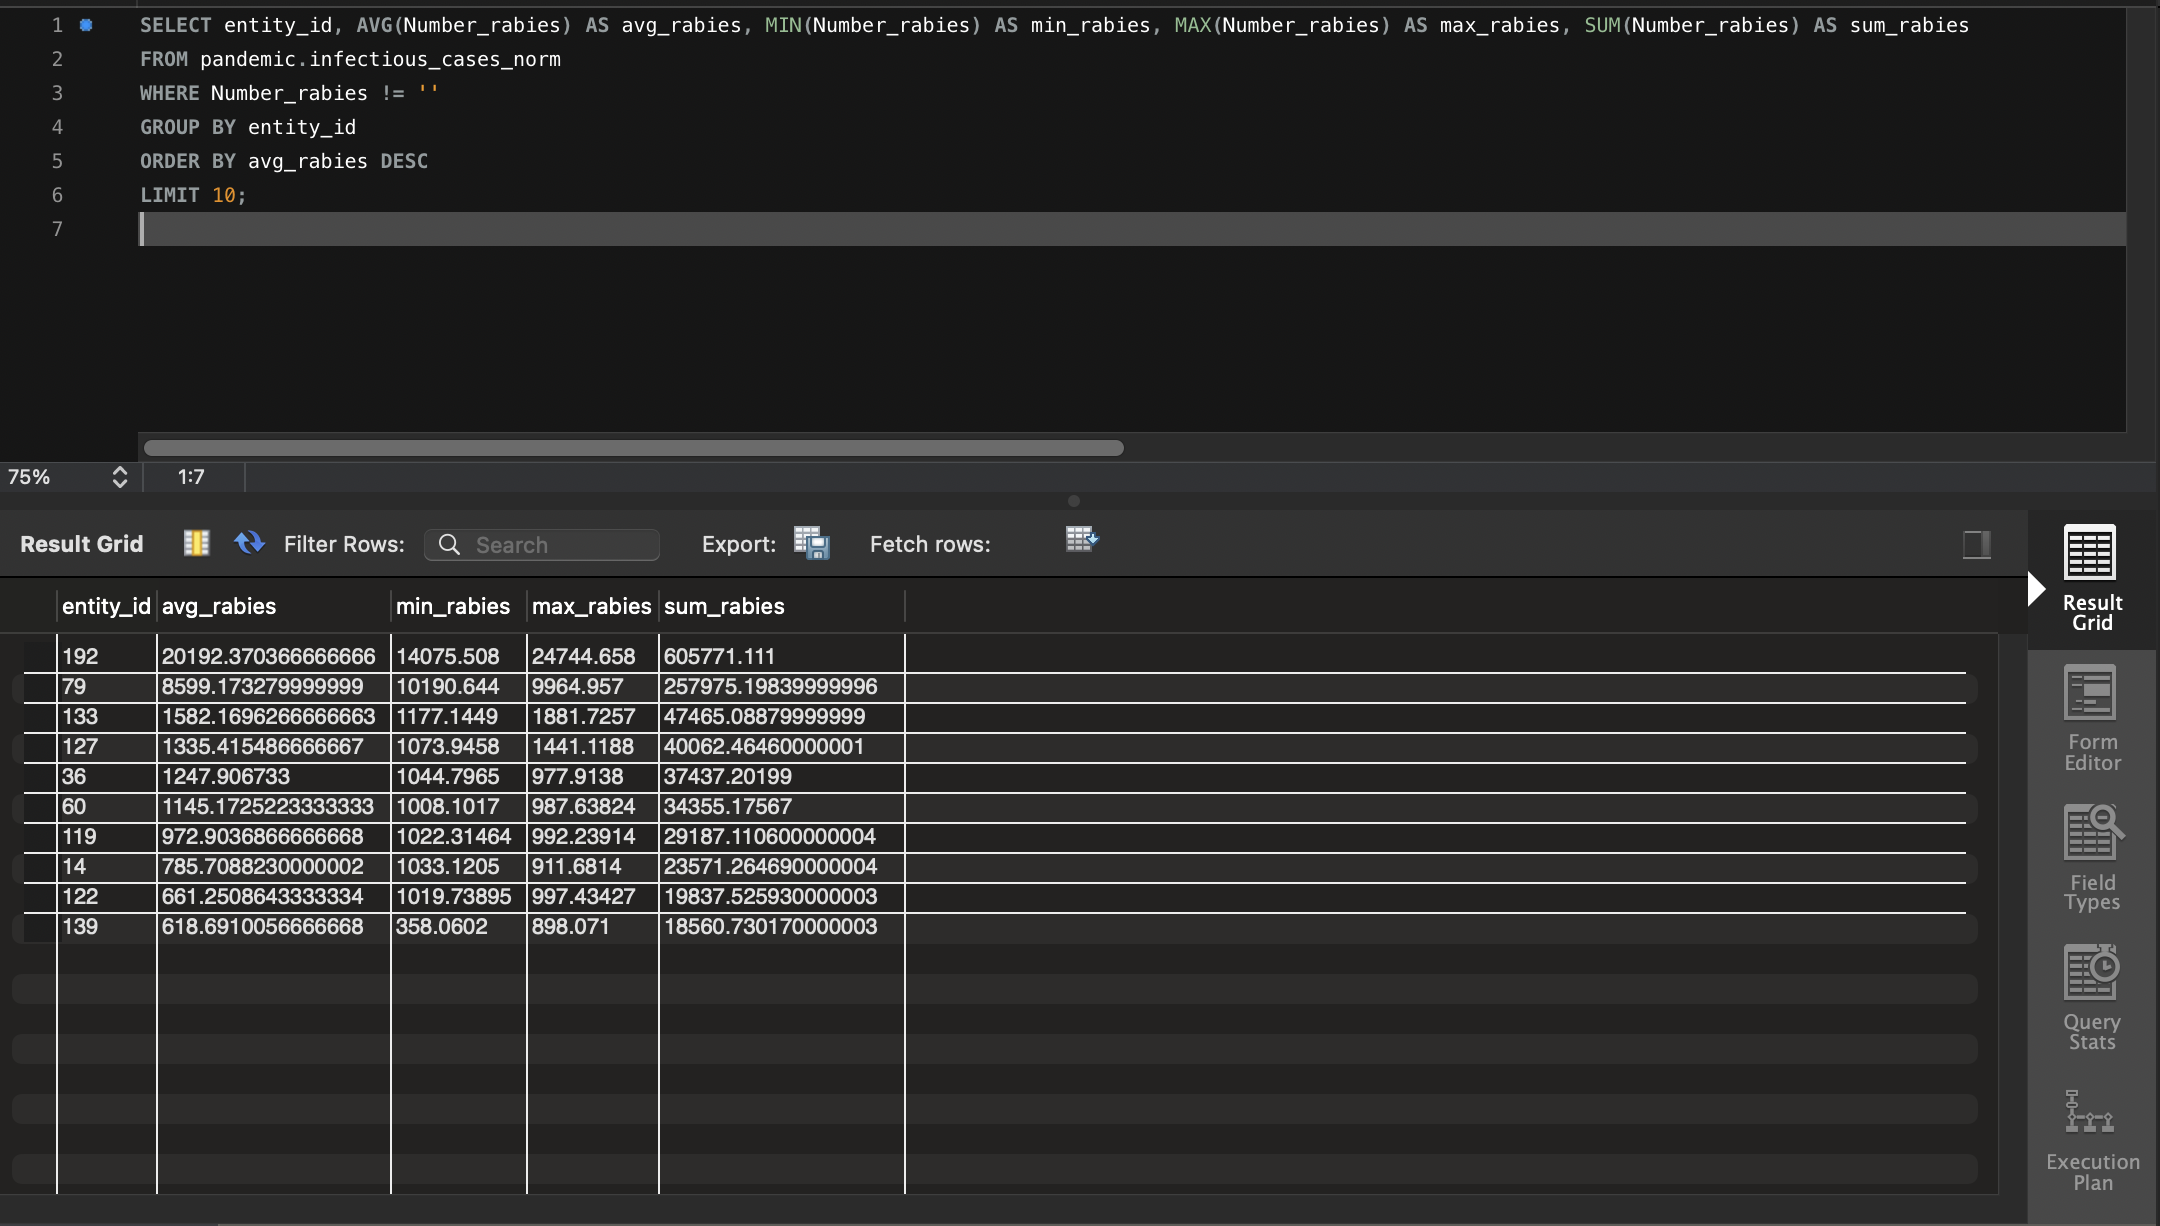 1 SELECT entity_id, AVG(Number_rabies) AS avg_rabies, MIN(Number_rabies) AS min_rabies, MAX(Number_rabies) AS max_rabies, SUM(Number_rabies) AS sum_rabies
2 FROM pandemic.infectious_cases_norm
3 WHERE Number_rabies != ''
4 GROUP BY entity_id
5 ORDER BY avg_rabies DESC
6 LIMIT 10;
7
75% 1:7
Result Grid Filter Rows: Search Export: Fetch rows:
entity_id avg_rabies min_rabies max_rabies sum_rabies
192 20192.370366666666 14075.508 24744.658 605771.111
79 8599.173279999999 10190.644 9964.957 257975.19839999996
133 1582.1696266666663 1177.1449 1881.7257 47465.08879999999
127 1335.415486666667 1073.9458 1441.1188 40062.46460000001
36 1247.906733 1044.7965 977.9138 37437.20199
60 1145.1725223333333 1008.1017 987.63824 34355.17567
119 972.9036866666668 1022.31464 992.23914 29187.110600000004
14 785.7088230000002 1033.1205 911.6814 23571.264690000004
122 661.2508643333334 1019.73895 997.43427 19837.525930000003
139 618.6910056666668 358.0602 898.071 18560.730170000003
Result
Grid
Form
Editor
Field
Types
Query
Stats
Execution
Plan